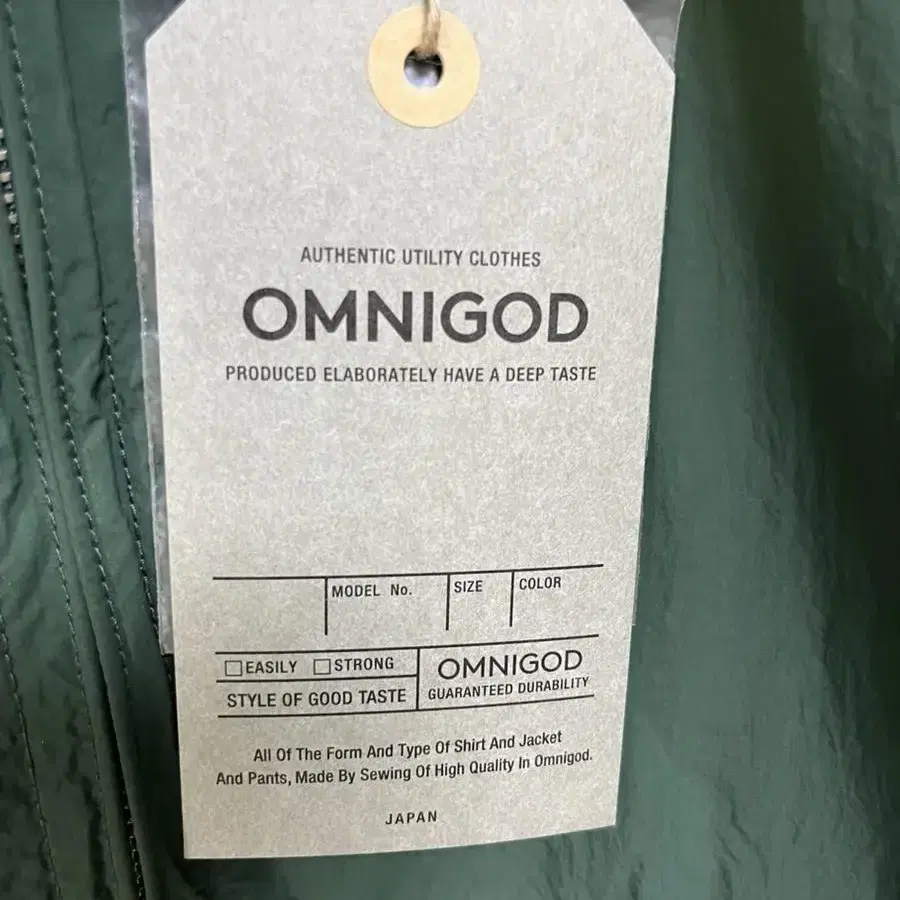 AUTHENTIC UTILITY CLOTHES
OMNIGOD
PRODUCED ELABORATELY HAVE A DEEP TASTE
MODEL No. SIZE COLOR
EASILY STRONG
STYLE OF GOOD TASTE
OMNIGOD
GUARANTEED DURABILITY
All Of The Form And Type Of Shirt And Jacket
And Pants, Made By Sewing Of High Quality In Omnigod.
JAPAN